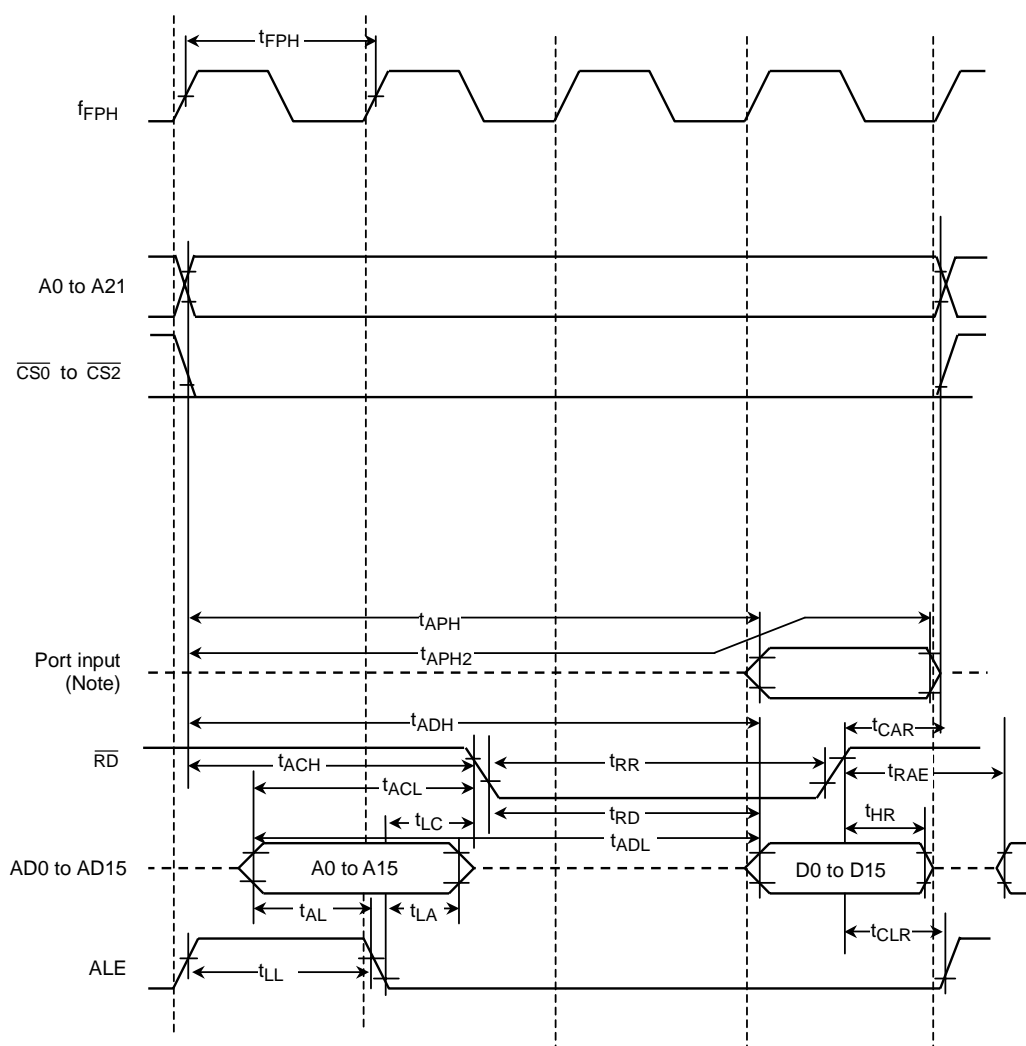 tFPH
fFPH
A0 to A21
CS0 to CS2
tAPH
Port input
(Note)
tAPH2
tADH
tCAR
RD
tACH
tRR
tRAE
tACL
tLC
tRD
tHR
tADL
AD0 to AD15
A0 to A15
D0 to D15
tAL
tLA
tCLR
ALE
tLL